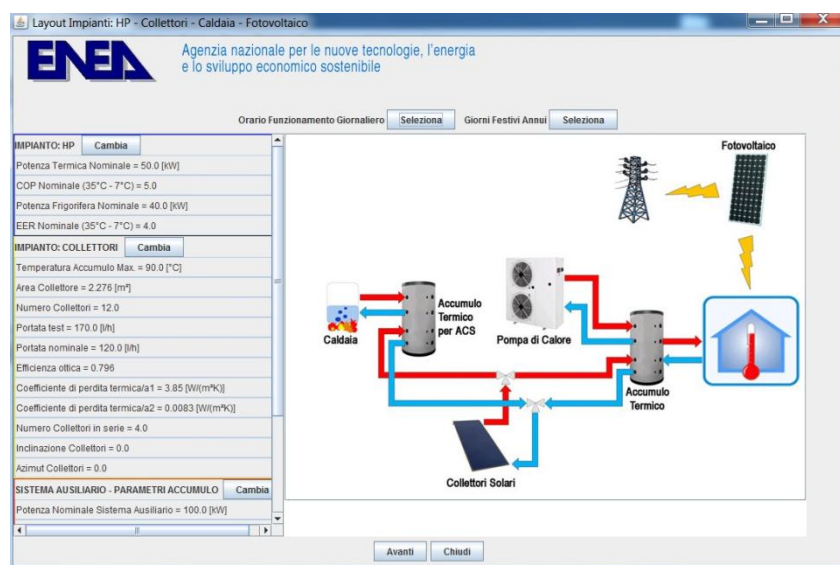 Layout Impianti: HP - Collettori - Caldaia - Fotovoltaico
ENEA
Agenzia nazionale per le nuove tecnologie, l'energia
e lo sviluppo economico sostenibile
Orario Funzionamento Giornaliero Seleziona Giorni Festivi Annui Seleziona
IMPIANTO: HP Cambia
Potenza Termica Nominale = 50.0 [kW]
COP Nominale (35°C - 7°C) = 5.0
Potenza Frigorifera Nominale = 40.0 [kW]
EER Nominale (35°C - 7°C) = 4.0
IMPIANTO: COLLETTORI Cambia
Temperatura Accumulo Max. = 90.0 [°C]
Area Collettore = 2.276 [m²]
Numero Collettori = 12.0
Portata test = 170.0 [l/h]
Portata nominale = 120.0 [l/h]
Efficienza ottica = 0.796
Coefficiente di perdita termica/a1 = 3.85 [W/(m²K)]
Coefficiente di perdita termica/a2 = 0.0083 [W/(m²K)]
Numero Collettori in serie = 4.0
Inclinazione Collettori = 0.0
Azimut Collettori = 0.0
SISTEMA AUSILIARIO - PARAMETRI ACCUMULO Cambia
Potenza Nominale Sistema Ausiliario = 100.0 [kW]
Fotovoltaico
Caldaia
Accumulo
Termico
per ACS
Pompa di Calore
Accumulo
Termico
Collettori Solari
Avanti Chiudi